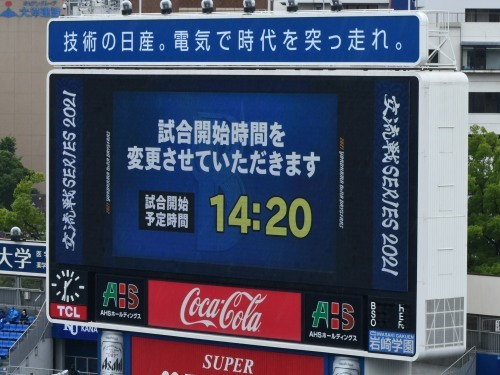 技術の日産。電気で時代を突っ走れ。
交流戦 SERIES 2021
試合開始時間を
変更させていただきます
試合開始
予定時間
14:20
交流戦 SERIES 2021
大学
TCL
AHS
AHSホールディングス
Coca-Cola
AHS
AHSホールディングス
BSO
岩崎学園
KANA
Asahi
SUPER